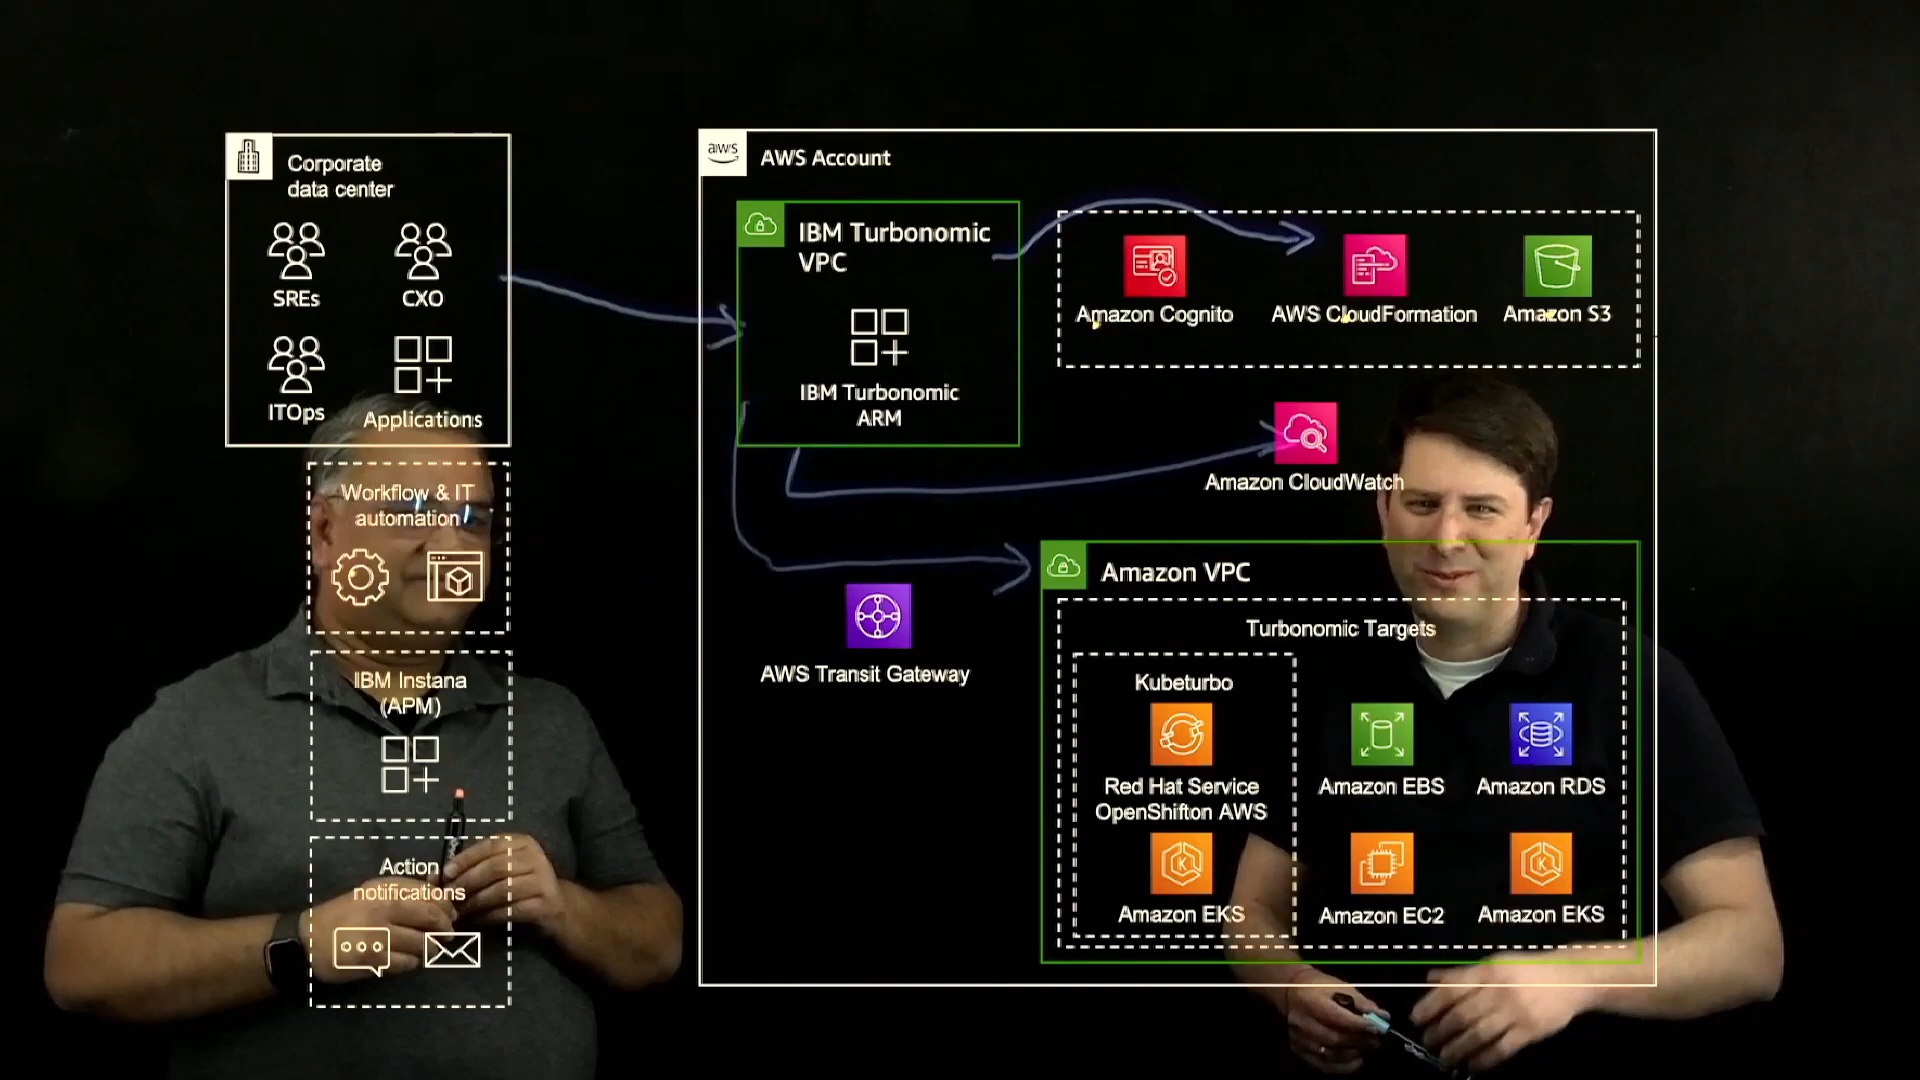 Corporate
data center
SREs
CXO
ITOps
Applications
Workflow & IT
automation
IBM Instana
(APM)
Action
notifications
aws
AWS Account
IBM Turbonomic
VPC
IBM Turbonomic
ARM
Amazon Cognito
AWS CloudFormation
Amazon S3
Amazon CloudWatch
AWS Transit Gateway
Amazon VPC
Turbonomic Targets
Kubeturbo
Red Hat Service
OpenShifton AWS
Amazon EKS
Amazon EBS
Amazon RDS
Amazon EC2
Amazon EKS